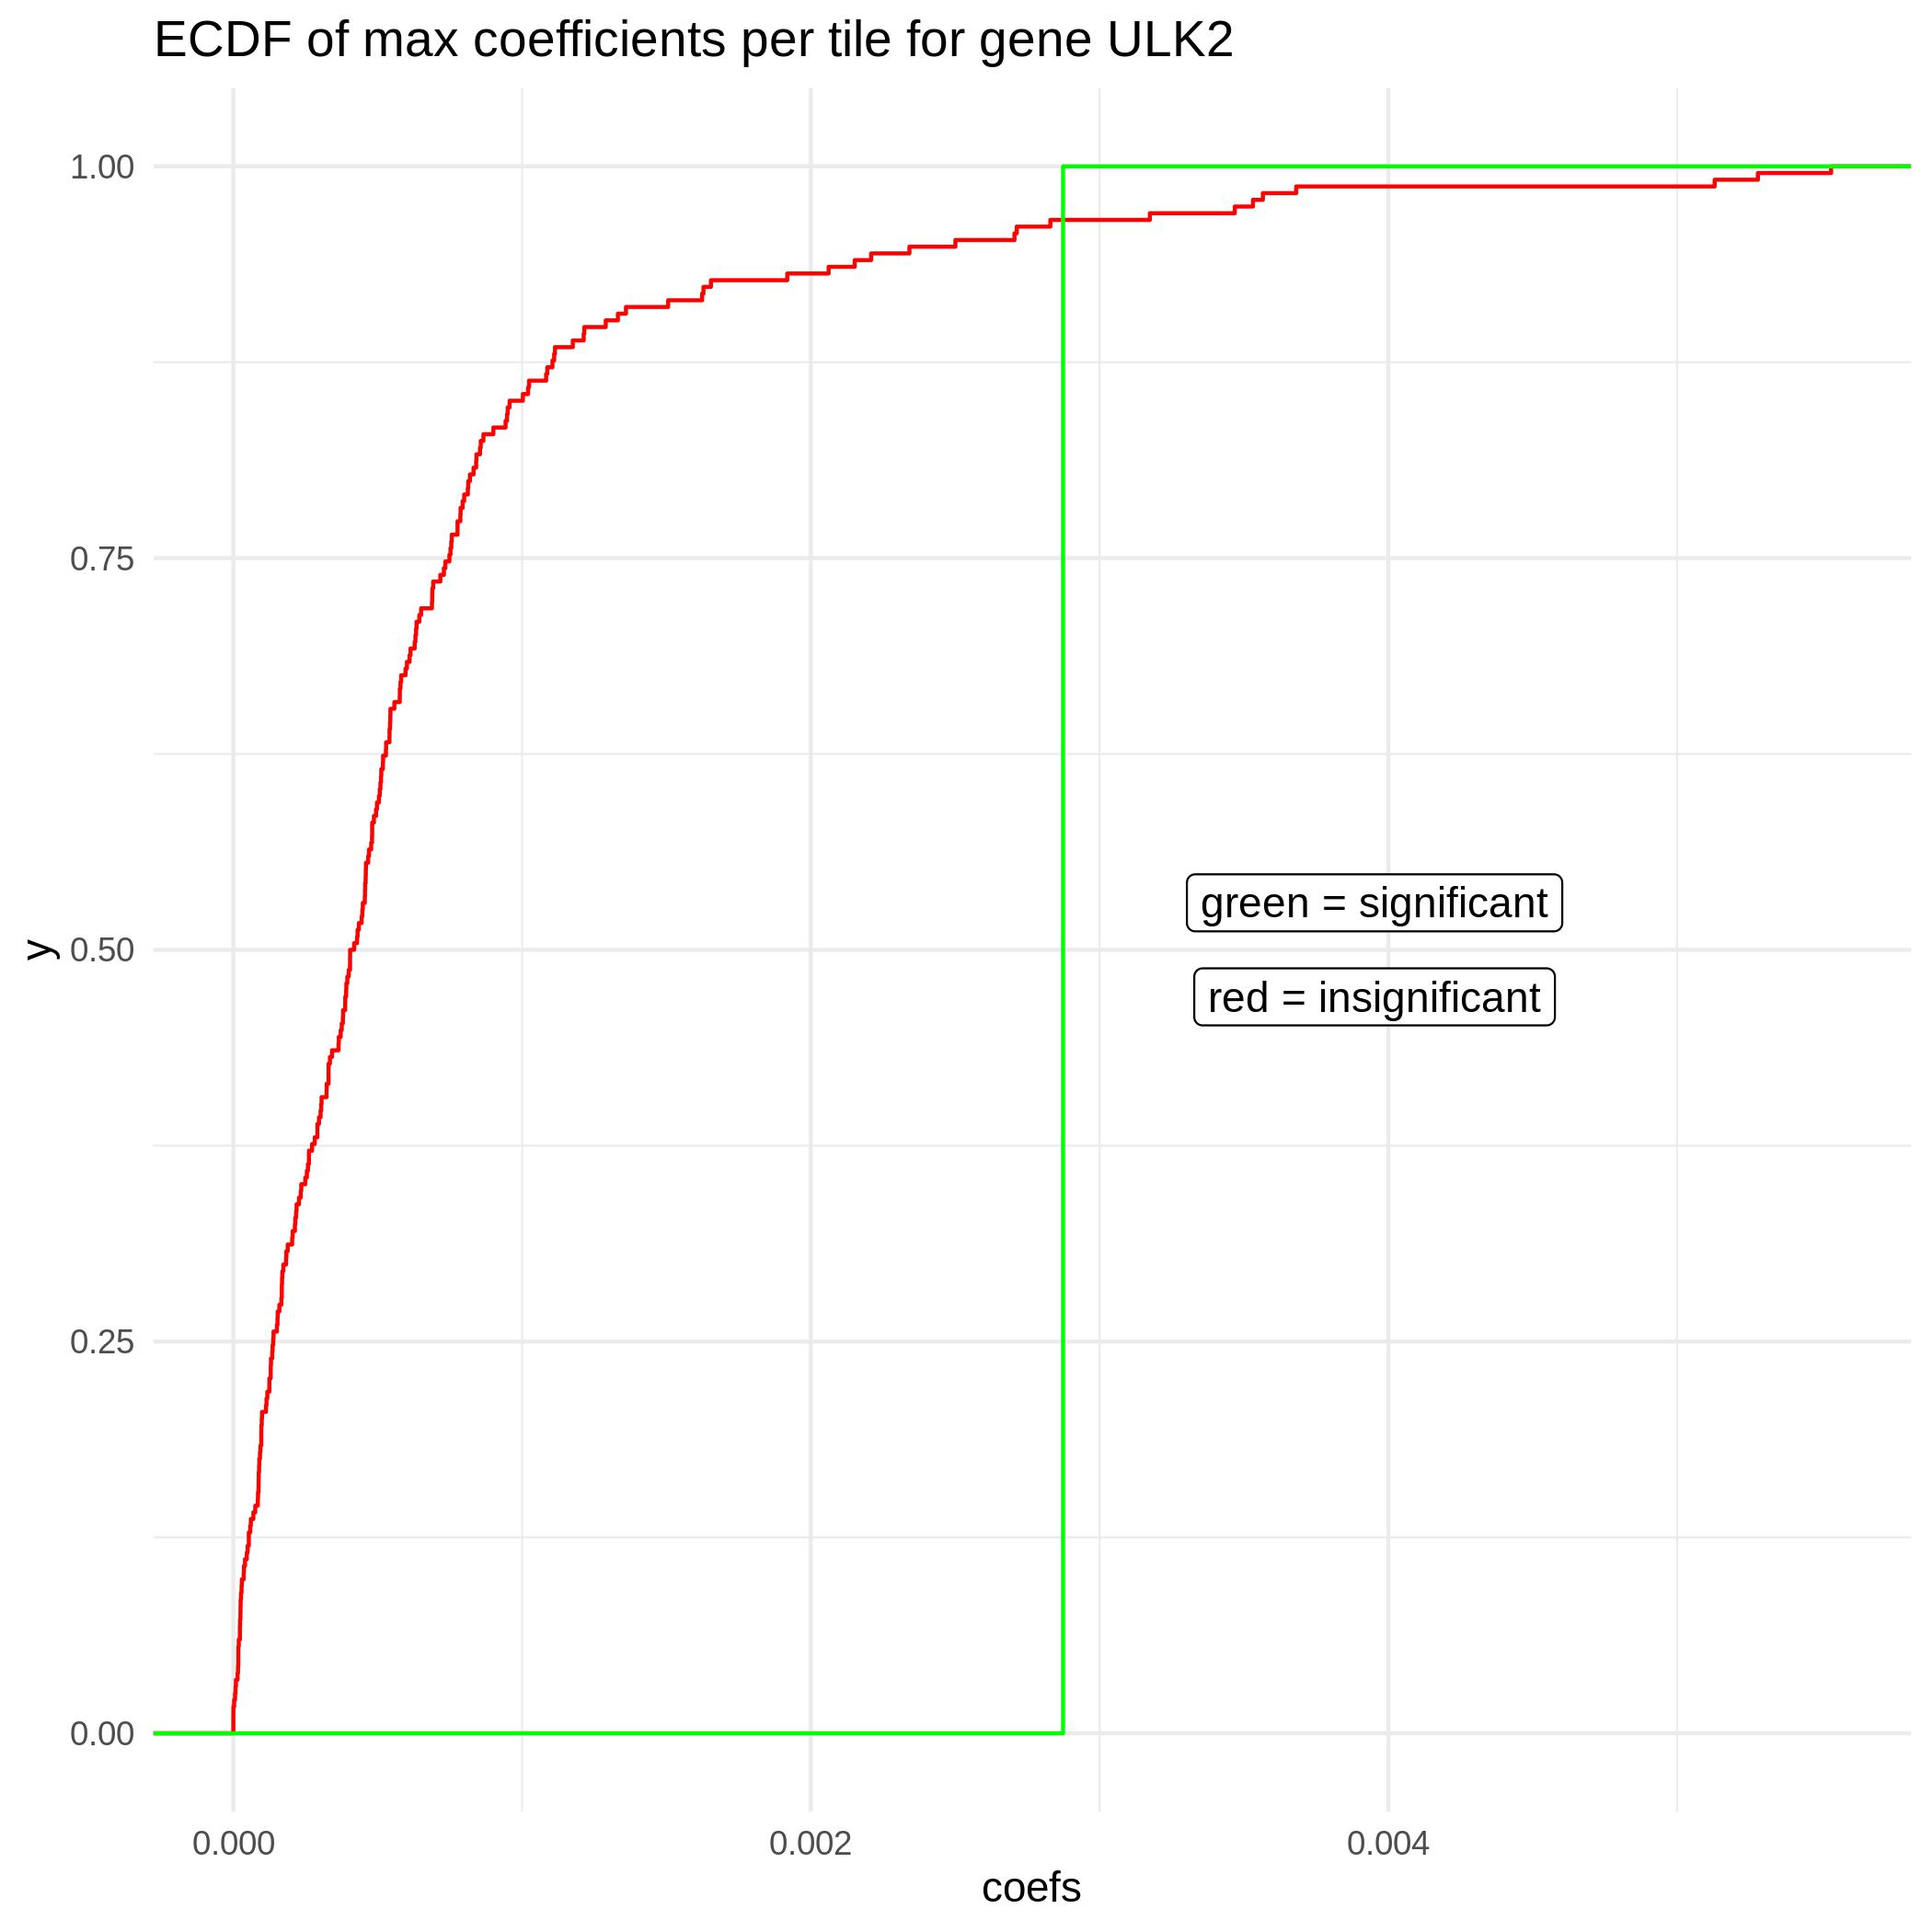 ECDF of max coefficients per tile for gene ULK2
1.00
0.75
0.50
0.25
0.00
y
green = significant
red = insignificant
0.000
0.002
0.004
coefs